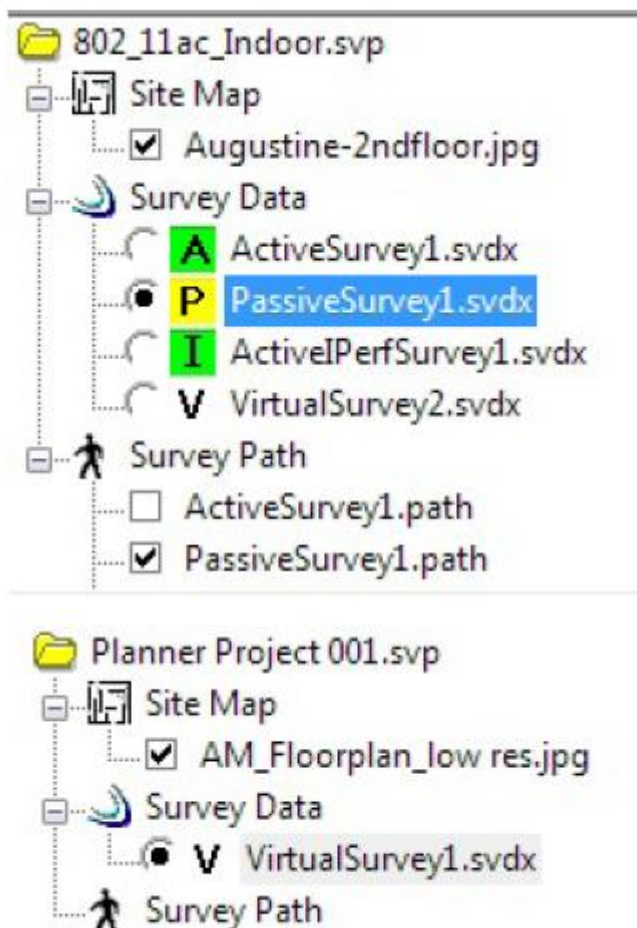 802_11ac_Indoor.svp
Site Map
Augustine-2ndfloor.jpg
Survey Data
A ActiveSurvey1.svdx
P PassiveSurvey1.svdx
I ActiveIPerfSurvey1.svdx
V VirtualSurvey2.svdx
Survey Path
ActiveSurvey1.path
PassiveSurvey1.path
Planner Project 001.svp
Site Map
AM_Floorplan_low res.jpg
Survey Data
V VirtualSurvey1.svdx
Survey Path